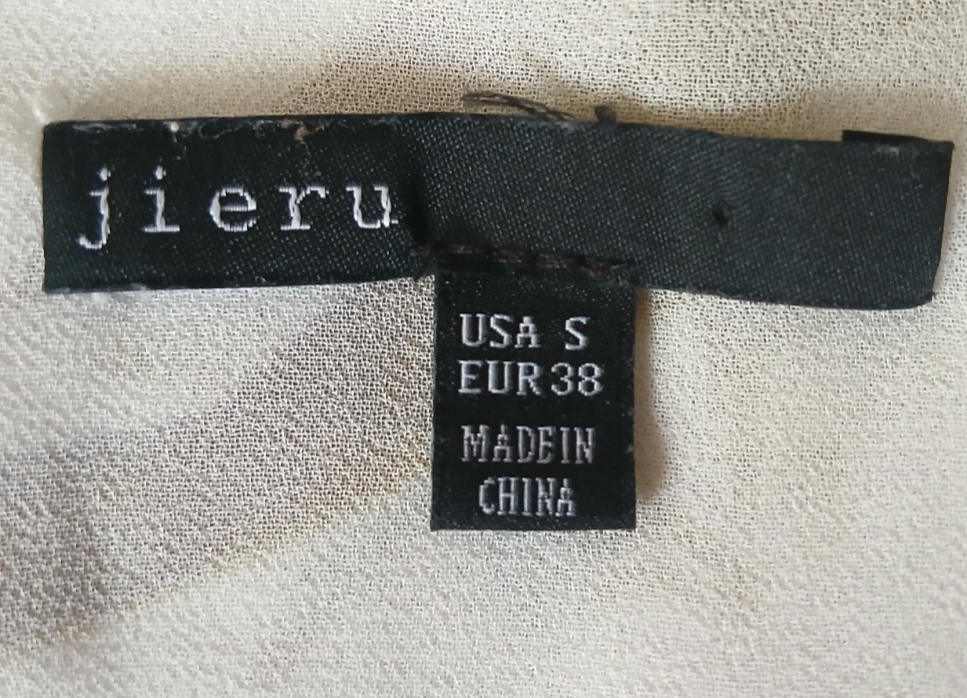 jieru
USA S
EUR 38
MADE IN
CHINA